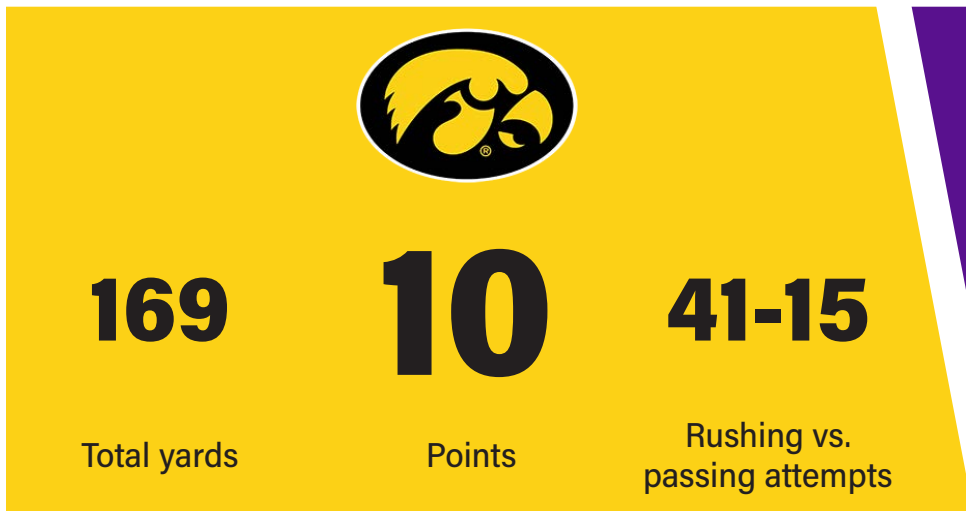 ®
169
10
41-15
Total yards
Points
Rushing vs.
passing attempts